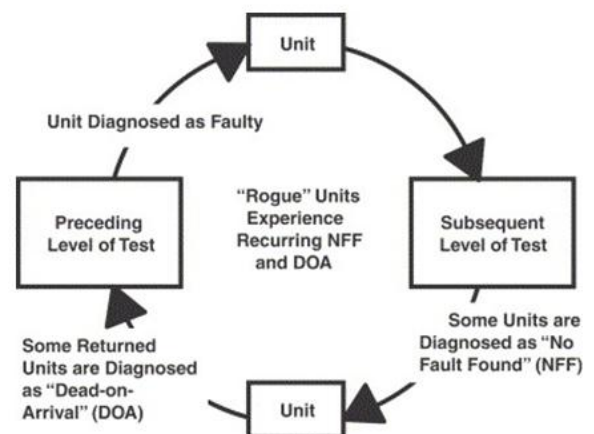 Unit
Unit Diagnosed as Faulty
Preceding
Level of Test
“Rogue” Units
Experience
Recurring NFF
and DOA
Subsequent
Level of Test
Some Units are
Diagnosed as “No
Fault Found” (NFF)
Some Returned
Units are Diagnosed
as “Dead-on-
Arrival” (DOA)
Unit